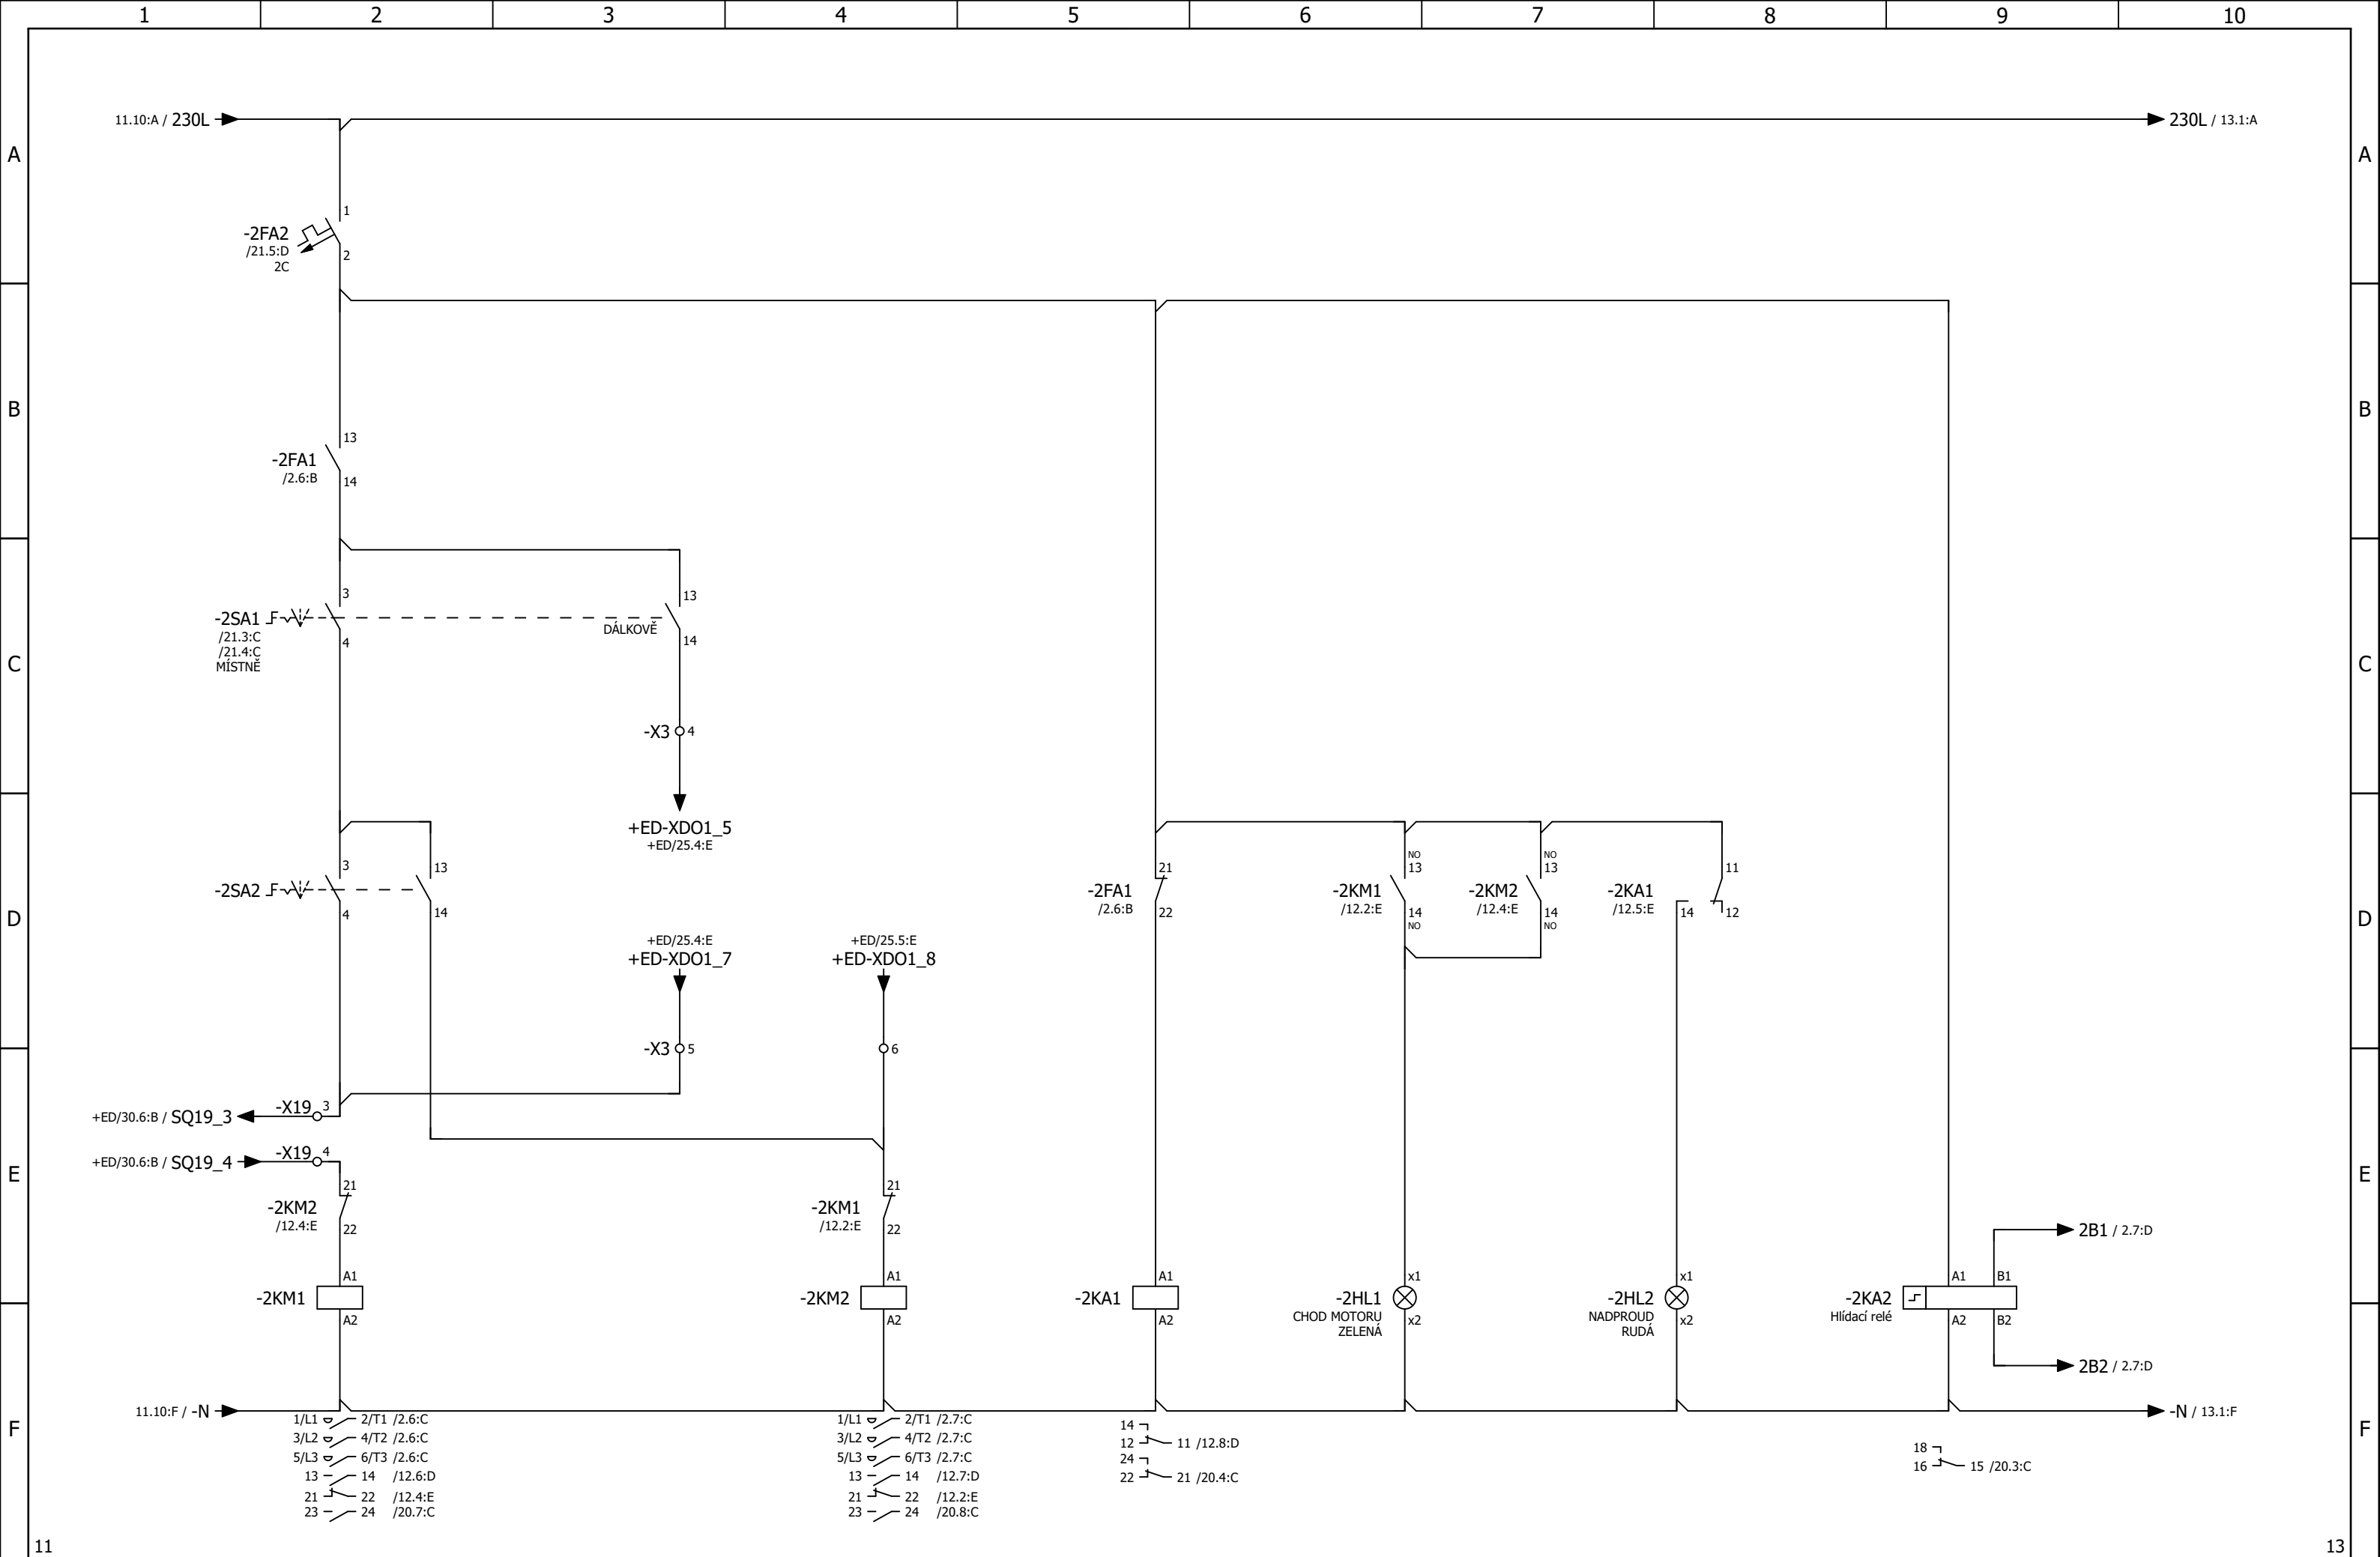 1 2 3 4 5 6 7 8 9 10
A A
11.10:A / 230L
230L / 13.1:A
1
-2FA2
/21.5:D
2C
2
B B
13
-2FA1
/2.6:B
14
C C
3
-2SA1
/21.3:C
/21.4:C
MÍSTNĚ
4
13
DÁLKOVĚ
14
-X3 4
+ED-XDO1_5
+ED/25.4:E
D D
3
-2SA2
4
13
14
21
-2FA1
/2.6:B
22
NO
13
-2KM1
/12.2:E
14
NO
NO
13
-2KM2
/12.4:E
14
NO
11
-2KA1
/12.5:E
14 12
+ED/25.4:E
+ED-XDO1_7
+ED/25.5:E
+ED-XDO1_8
-X3 5
6
E E
+ED/30.6:B / SQ19_3
-X19 3
+ED/30.6:B / SQ19_4
-X19 4
21
-2KM2
/12.4:E
22
21
-2KM1
/12.2:E
22
2B1 / 2.7:D
A1
-2KM1
A2
A1
-2KM2
A2
A1
-2KA1
A2
x1
-2HL1
CHOD MOTORU
ZELENÁ
x2
x1
-2HL2
NADPROUD
RUDÁ
x2
A1 B1
-2KA2
Hlídací relé
A2 B2
2B2 / 2.7:D
F F
11.10:F / -N
-N / 13.1:F
1/L1 2/T1 /2.6:C
3/L2 4/T2 /2.6:C
5/L3 6/T3 /2.6:C
13 14 /12.6:D
21 22 /12.4:E
23 24 /20.7:C
1/L1 2/T1 /2.7:C
3/L2 4/T2 /2.7:C
5/L3 6/T3 /2.7:C
13 14 /12.7:D
21 22 /12.2:E
23 24 /20.8:C
14
12 11 /12.8:D
24
22 21 /20.4:C
18
16 15 /20.3:C
11
13